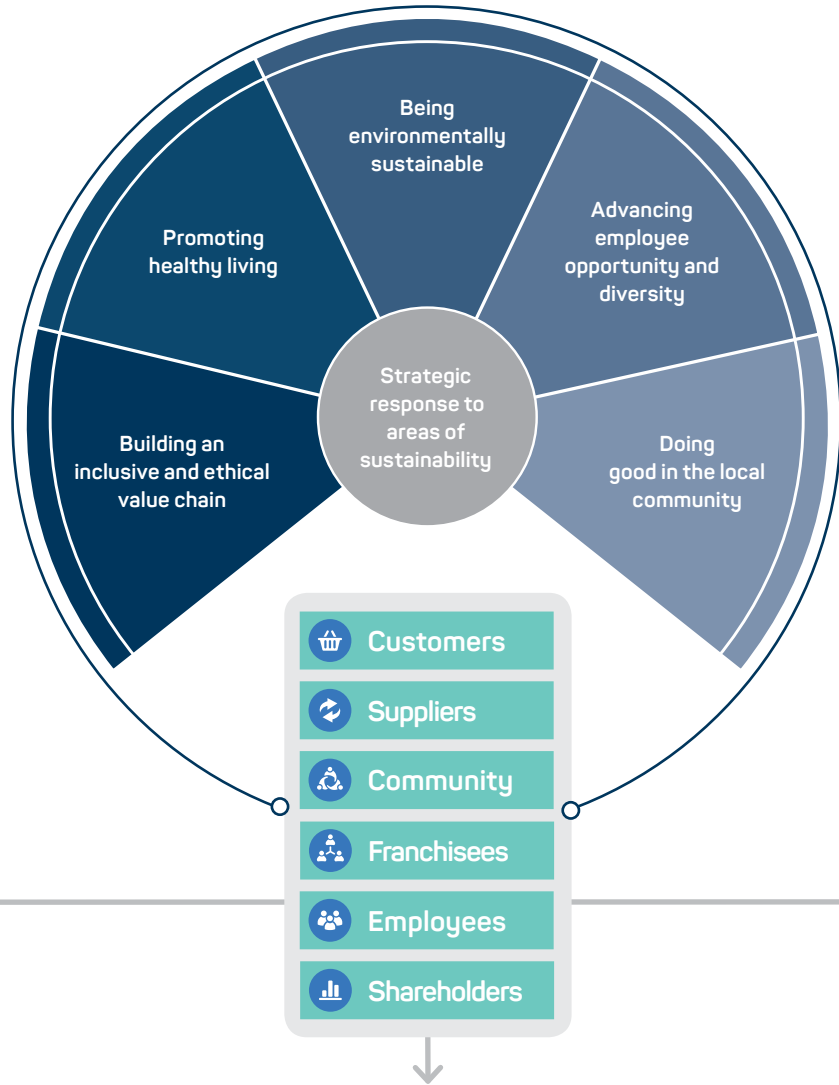 Being
environmentally
sustainable
Promoting
healthy living
Advancing
employee
opportunity and
diversity
Building an
inclusive and ethical
value chain
Strategic
response to
areas of
sustainability
Doing
good in the local
community
Customers
Suppliers
Community
Franchisees
Employees
Shareholders